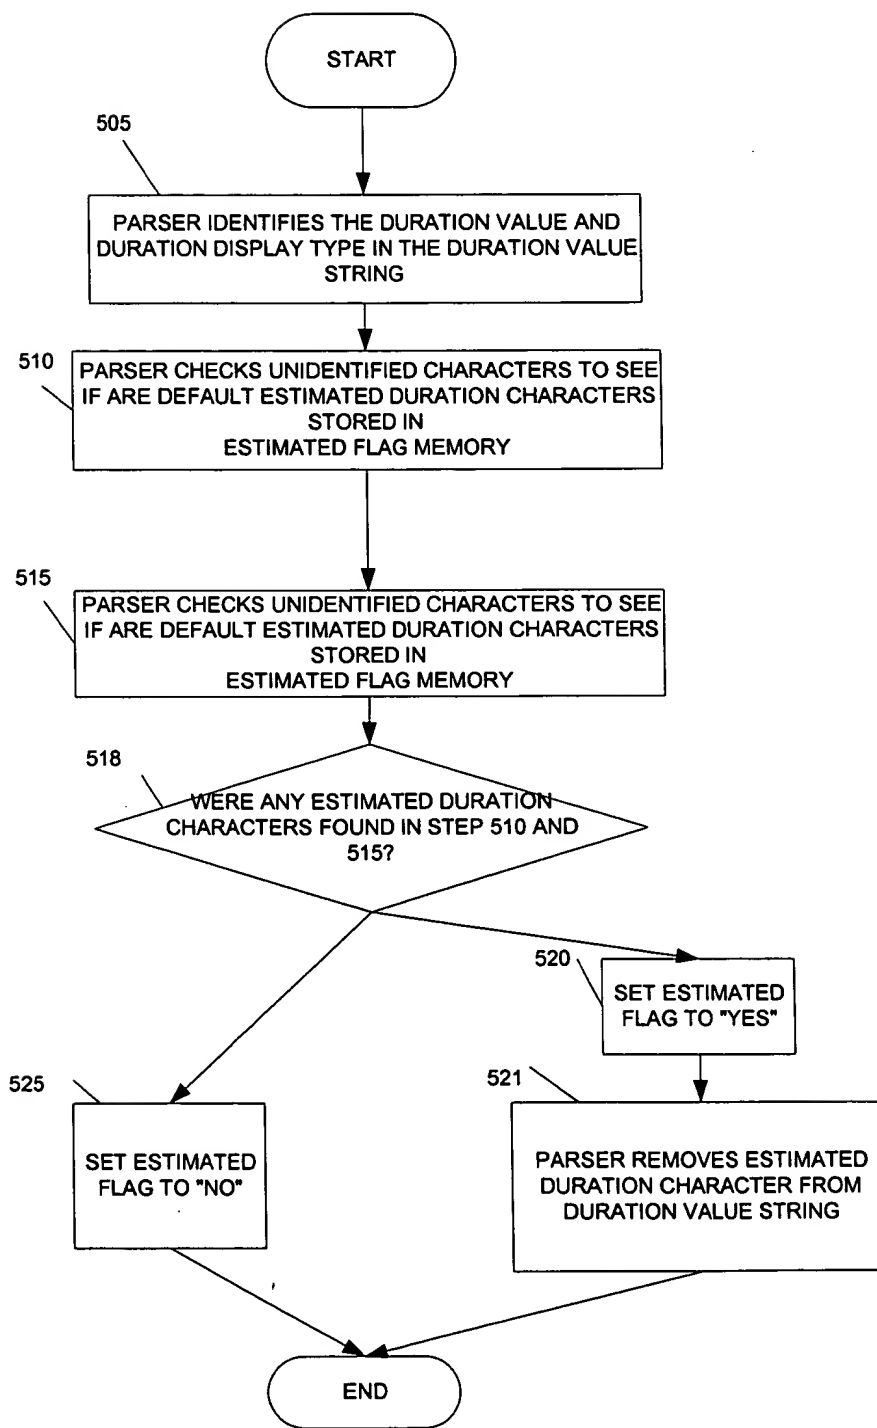 START
505
PARSER IDENTIFIES THE DURATION VALUE AND
DURATION DISPLAY TYPE IN THE DURATION VALUE
STRING
510
PARSER CHECKS UNIDENTIFIED CHARACTERS TO SEE
IF ARE DEFAULT ESTIMATED DURATION CHARACTERS
STORED IN
ESTIMATED FLAG MEMORY
515
PARSER CHECKS UNIDENTIFIED CHARACTERS TO SEE
IF ARE DEFAULT ESTIMATED DURATION CHARACTERS
STORED IN
ESTIMATED FLAG MEMORY
518
WERE ANY ESTIMATED DURATION
CHARACTERS FOUND IN STEP 510 AND
515?
520
SET ESTIMATED
FLAG TO "YES"
525
SET ESTIMATED
FLAG TO "NO"
521
PARSER REMOVES ESTIMATED
DURATION CHARACTER FROM
DURATION VALUE STRING
END